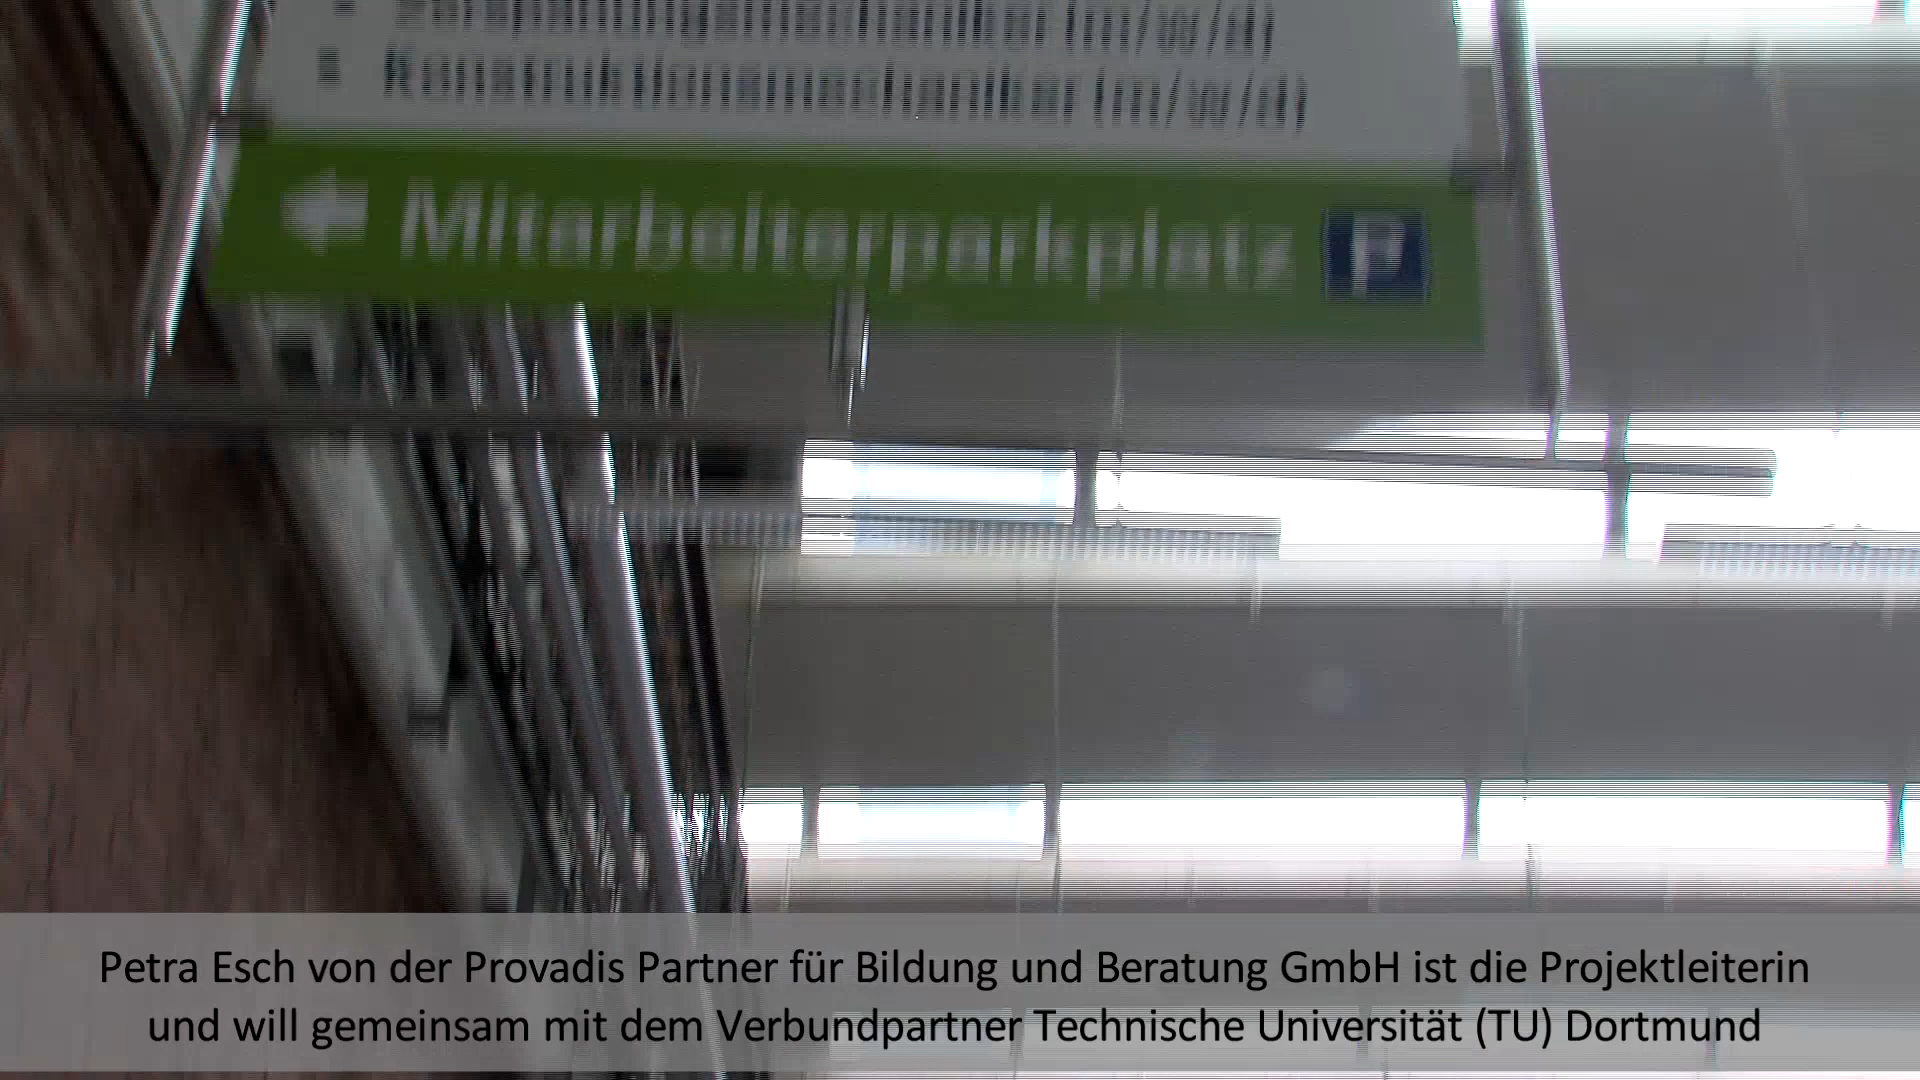 Zerspanungsmechaniker (m/w/d)
Konstruktionsmechaniker (m/w/d)
Mitarbeiterparkplatz P
Petra Esch von der Provadis Partner für Bildung und Beratung GmbH ist die Projektleiterin
und will gemeinsam mit dem Verbundpartner Technische Universität (TU) Dortmund